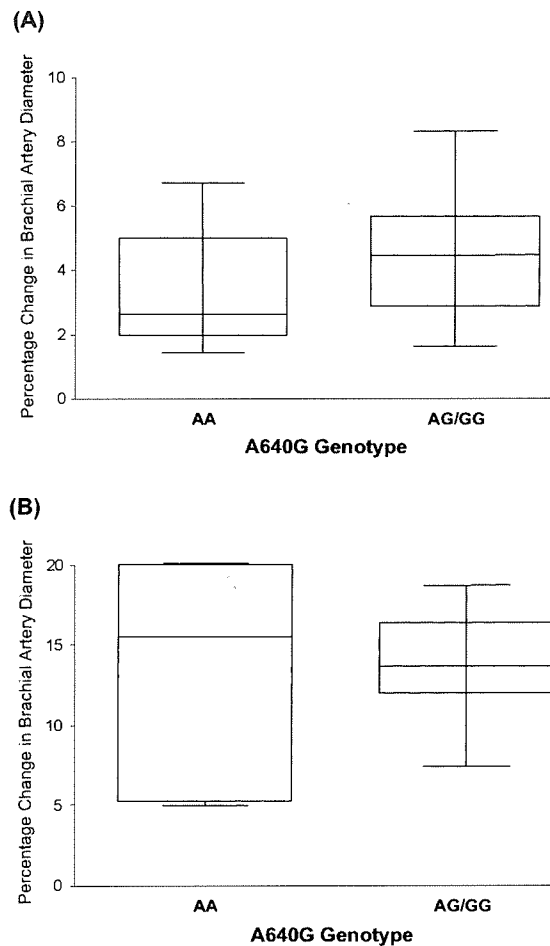 (A)
Percentage Change in Brachial Artery Diameter
10
8
6
4
2
0
AA
AG/GG
A640G Genotype
(B)
Percentage Change in Brachial Artery Diameter
20
15
10
5
0
AA
AG/GG
A640G Genotype